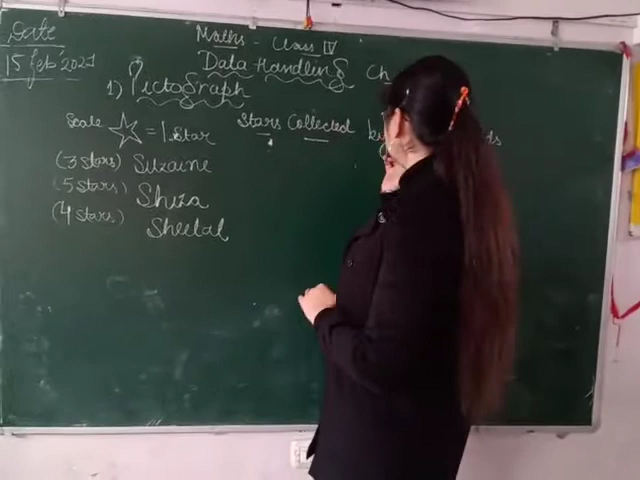 Date
15 Feb 2021
Maths - Class IV
Data Handling Ch
1) Pictograph
Stars Collected by
Scale ☆ = 1 Star
(3 stars) Suzaine
(5 stars) Shiza
(4 stars) Sheetal